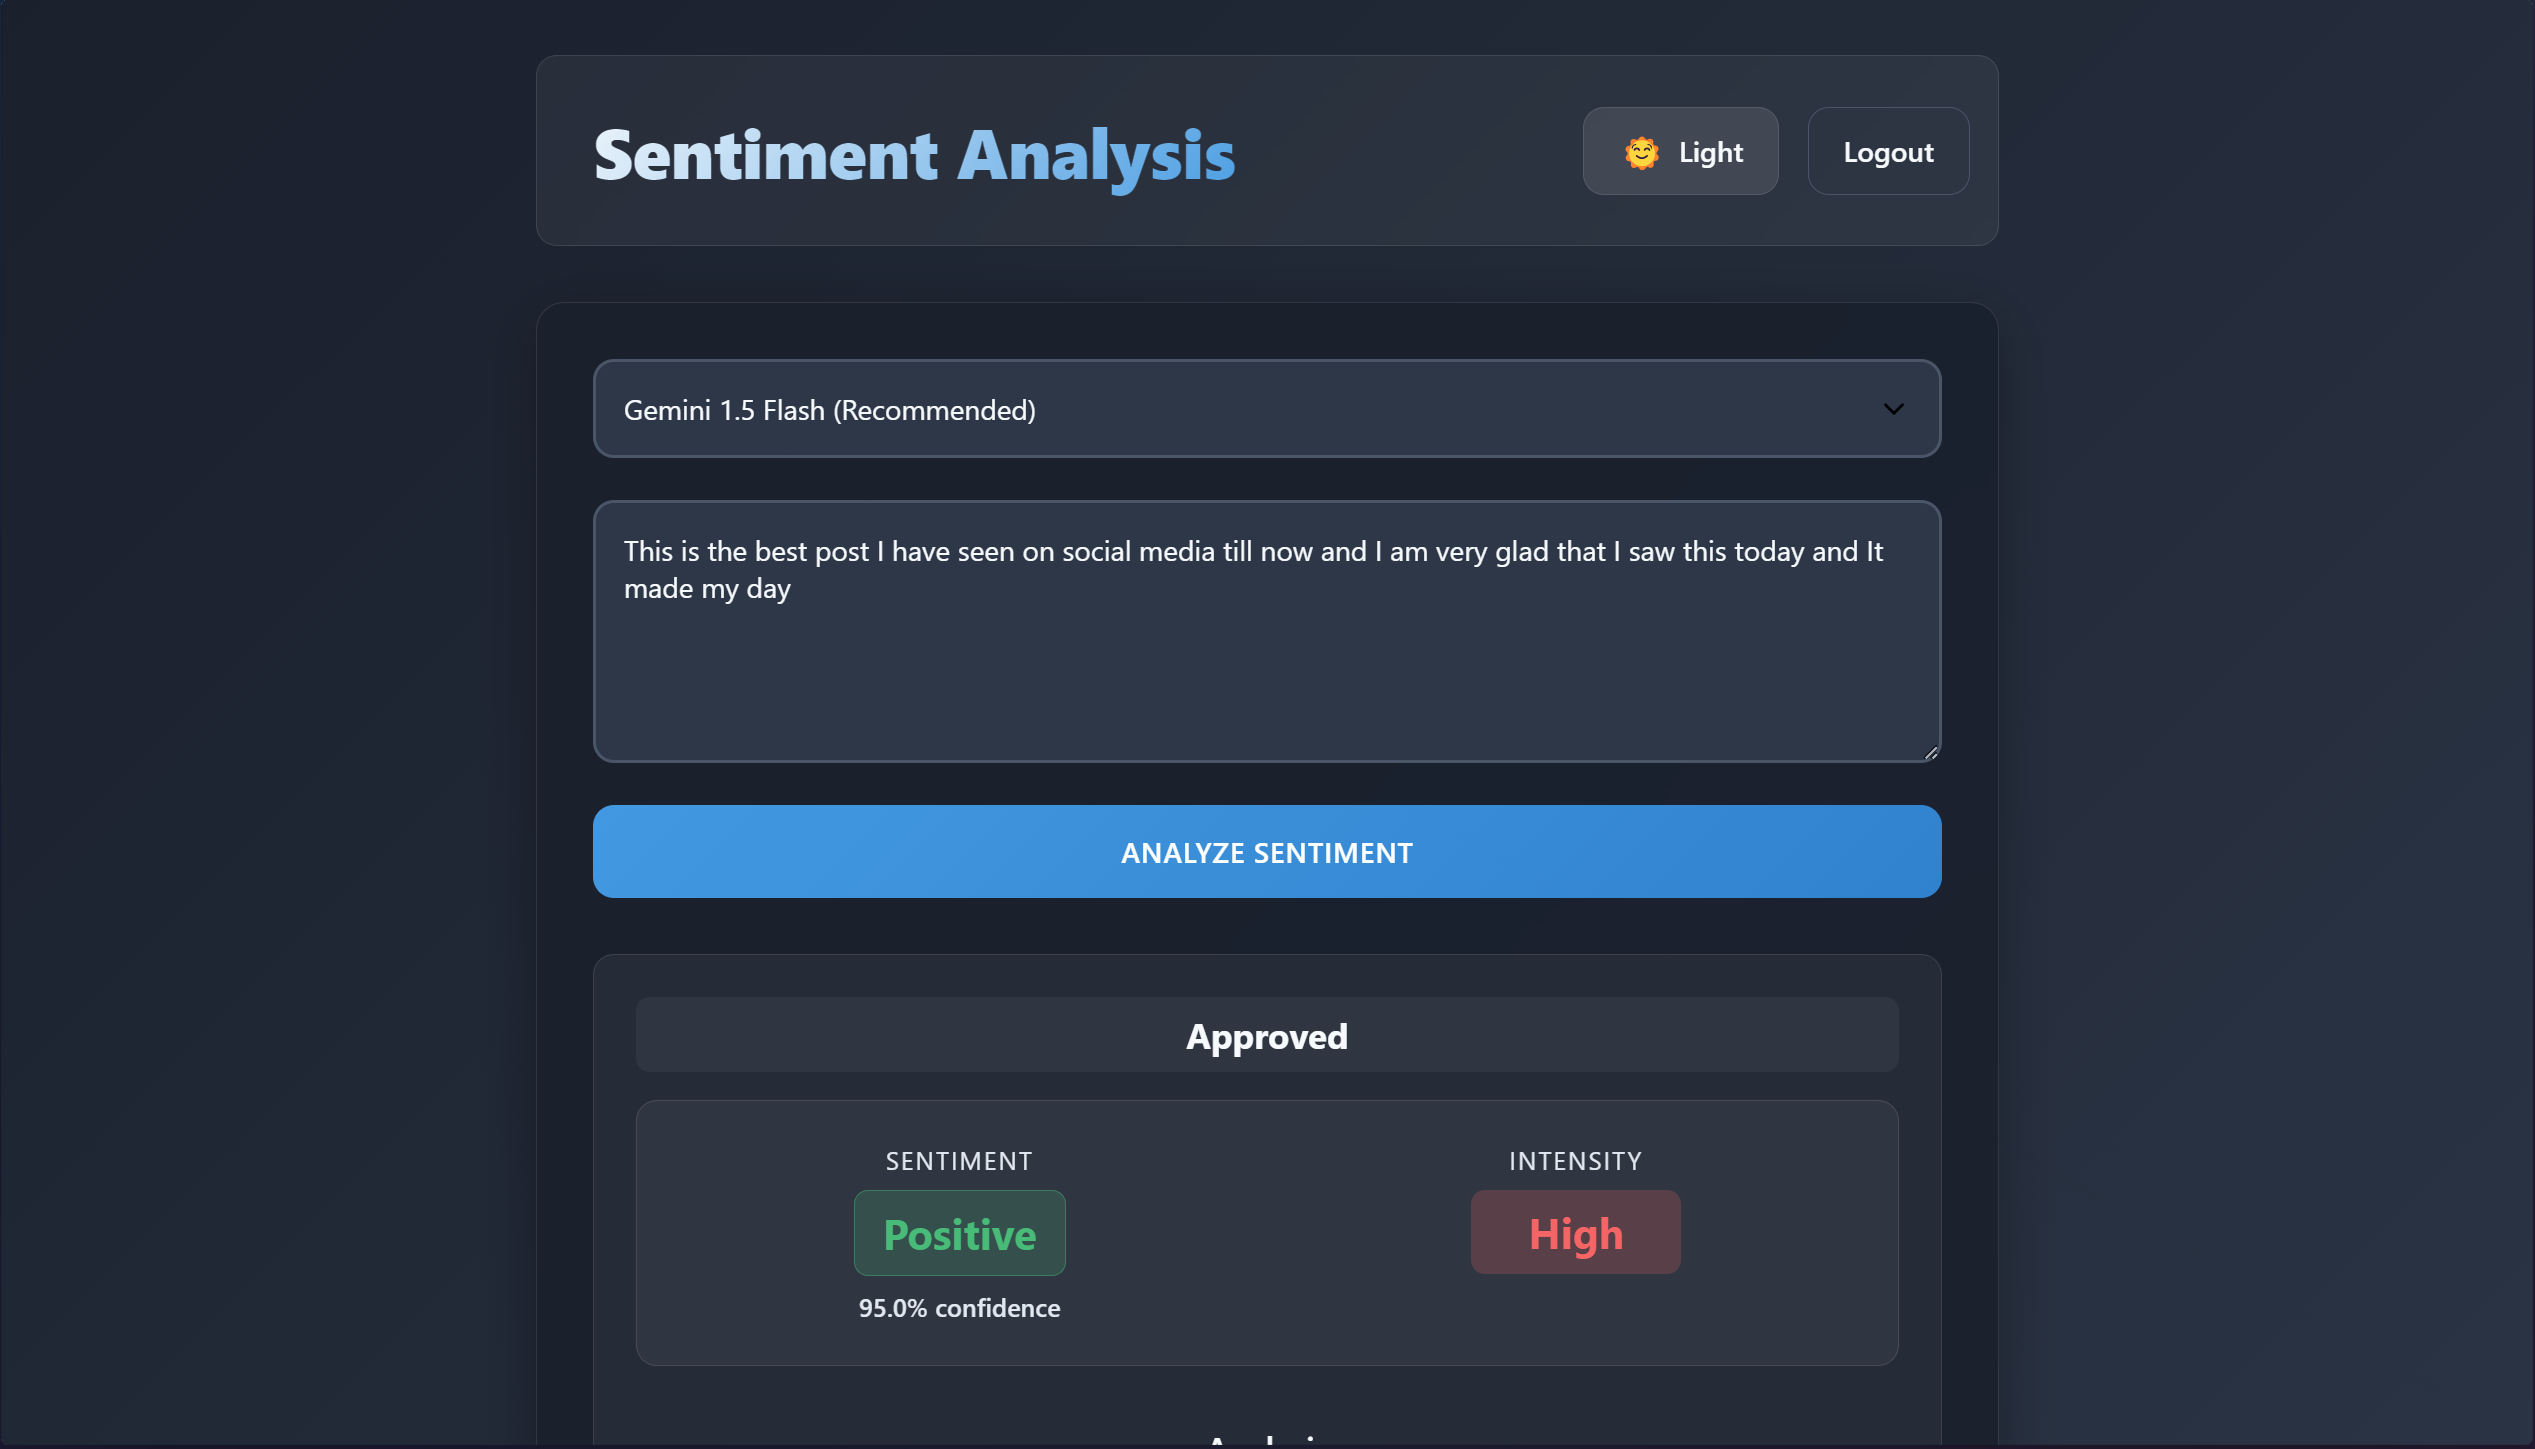 Sentiment Analysis
Light
Logout
Gemini 1.5 Flash (Recommended)
This is the best post I have seen on social media till now and I am very glad that I saw this today and It
made my day
ANALYZE SENTIMENT
Approved
SENTIMENT
INTENSITY
Positive
High
95.0% confidence